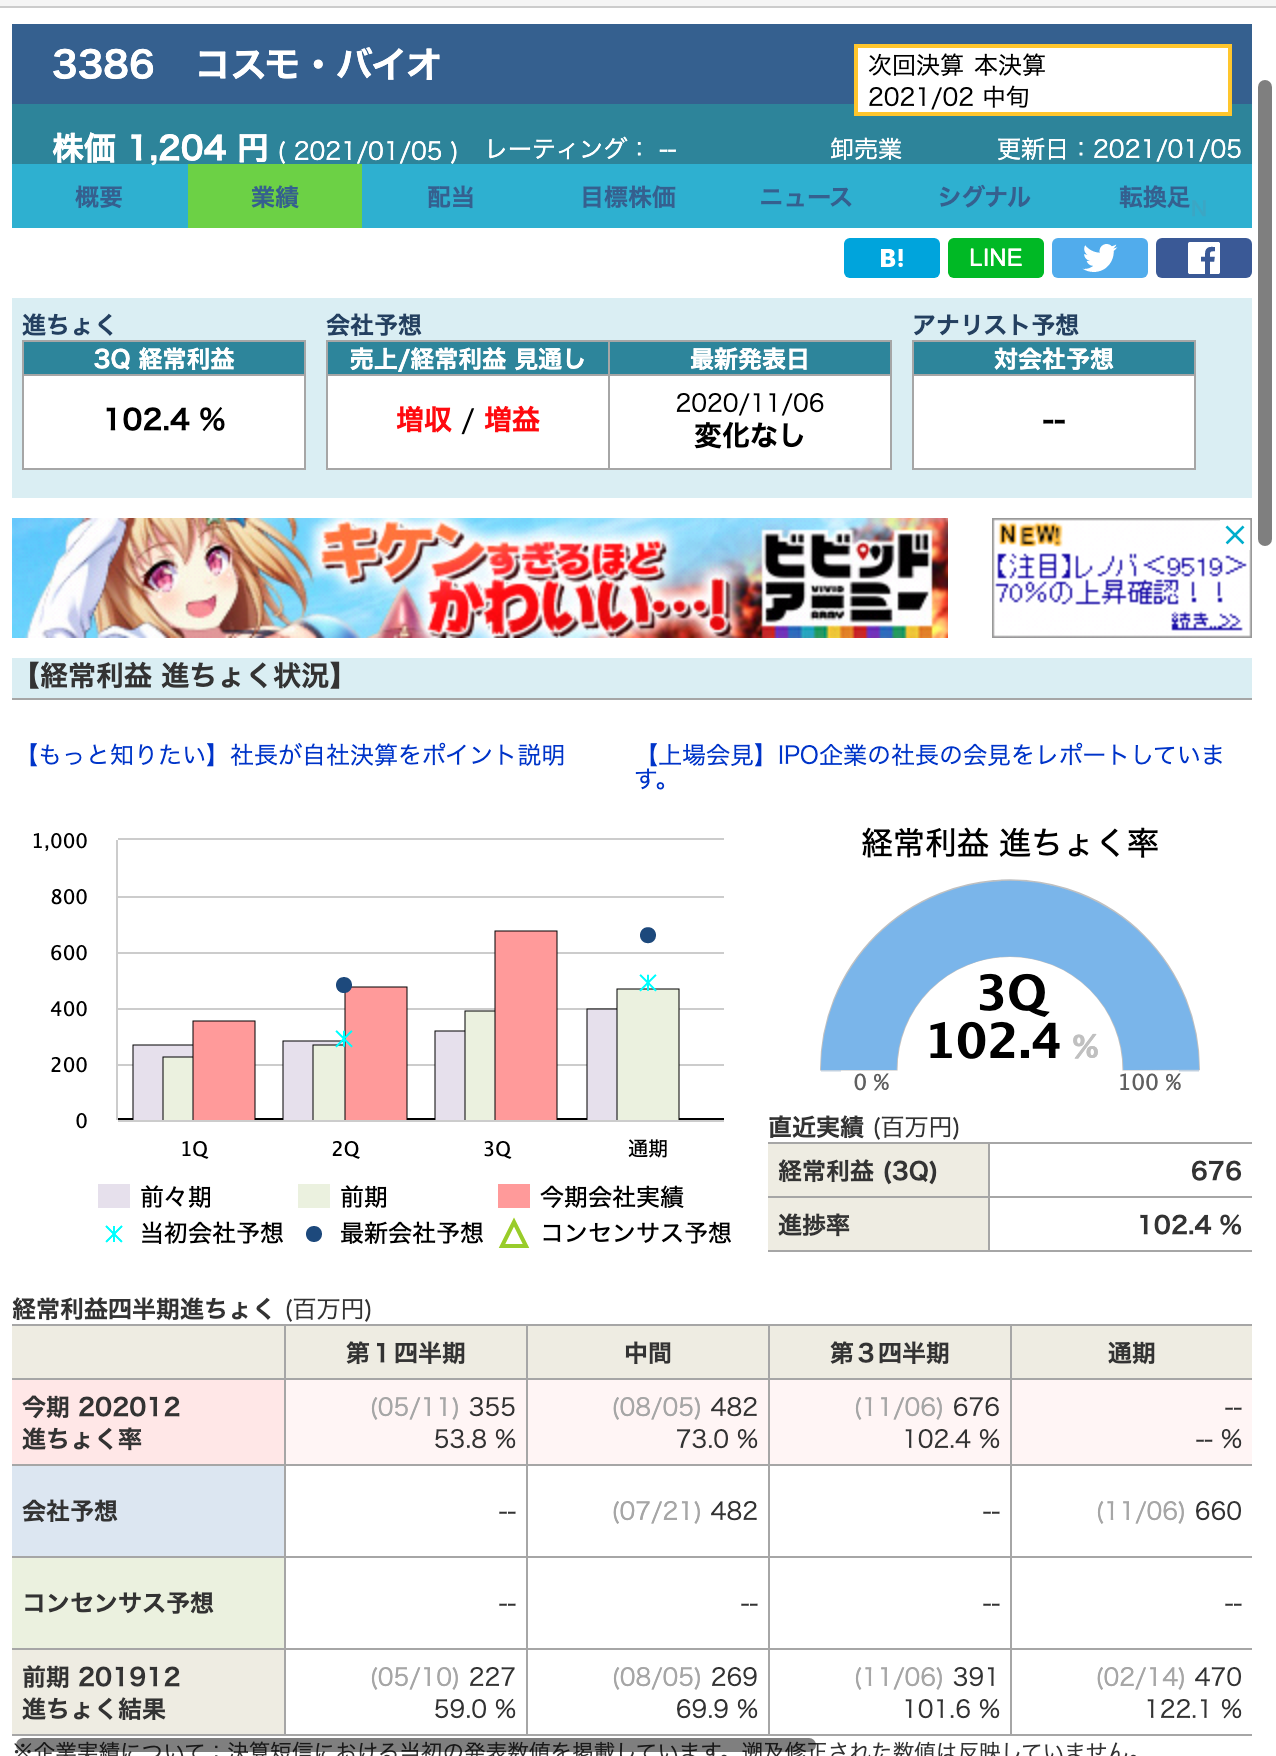 3386 コスモ・バイオ
次回決算 本決算
2021/02 中旬
株価 1,204 円 ( 2021/01/05 ) レーティング： -- 卸売業 更新日：2021/01/05
概要 業績 配当 目標株価 ニュース シグナル 転換足
B! LINE
進ちょく 会社予想 アナリスト予想
3Q 経常利益 売上/経常利益 見通し 最新発表日 対会社予想
102.4 % 増収 / 増益 2020/11/06 --
変化なし
キケンすぎるほど
かわいい…!
ビビッド
アーミー
VIVID
ARMY
NEW!
【注目】レノバ<9519>
70%の上昇確認！！
続き..>>
【経常利益 進ちょく状況】
【もっと知りたい】社長が自社決算をポイント説明
【上場会見】IPO企業の社長の会見をレポートしていま
す。
1,000
800
600
400
200
0
1Q 2Q 3Q 通期
前々期 前期 今期会社実績
当初会社予想 最新会社予想 コンセンサス予想
経常利益 進ちょく率
3Q
102.4 %
0 % 100 %
直近実績 (百万円)
経常利益 (3Q) 676
進捗率 102.4 %
経常利益四半期進ちょく (百万円)
第１四半期 中間 第３四半期 通期
今期 202012 (05/11) 355 (08/05) 482 (11/06) 676 --
進ちょく率 53.8 % 73.0 % 102.4 % -- %
会社予想 -- (07/21) 482 -- (11/06) 660
コンセンサス予想 -- -- -- --
前期 201912 (05/10) 227 (08/05) 269 (11/06) 391 (02/14) 470
進ちょく結果 59.0 % 69.9 % 101.6 % 122.1 %
※企業実績について：決算短信における当初の発表数値を掲載しています。遡及修正された数値は反映していません。